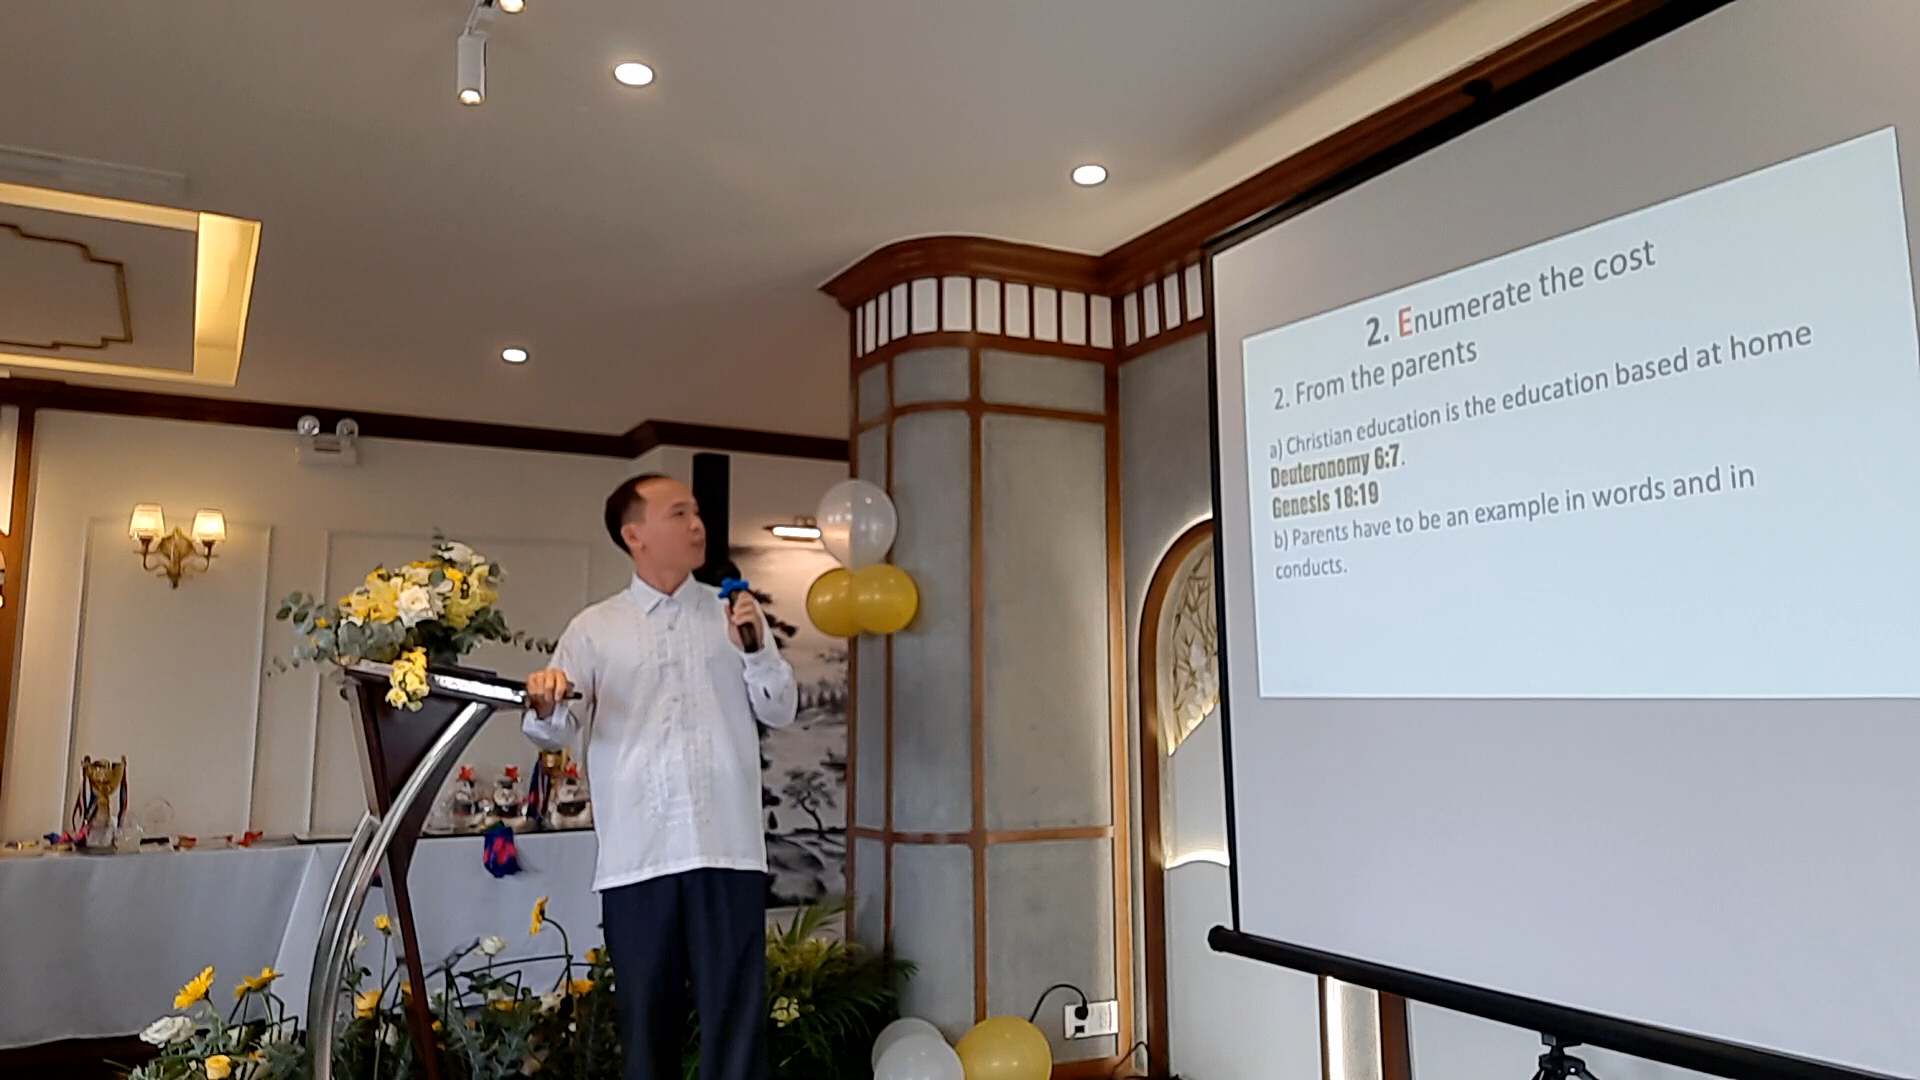 2. Enumerate the cost
2. From the parents
a) Christian education is the education based at home
Deuteronomy 6:7.
Genesis 18:19
b) Parents have to be an example in words and in
conducts.